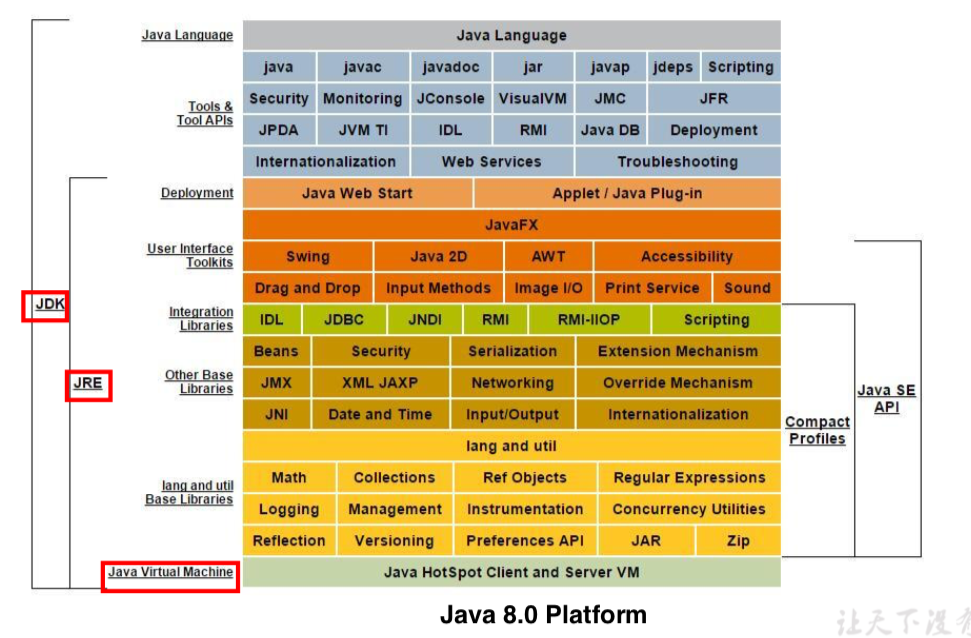 Java Language Java Language
java javac javadoc jar javap jdeps Scripting
Security Monitoring JConsole VisualVM JMC JFR
Tools &
Tool APIs
JPDA JVM TI IDL RMI Java DB Deployment
Internationalization Web Services Troubleshooting
Deployment Java Web Start Applet / Java Plug-in
JavaFX
User Interface
Toolkits
Swing Java 2D AWT Accessibility
Drag and Drop Input Methods Image I/O Print Service Sound
JDK
Integration
Libraries
IDL JDBC JNDI RMI RMI-IIOP Scripting
Beans Security Serialization Extension Mechanism
JRE
Other Base
Libraries
JMX XML JAXP Networking Override Mechanism
Java SE
API
JNI Date and Time Input/Output Internationalization
Compact
Profiles
lang and util
Math Collections Ref Objects Regular Expressions
lang and util
Base Libraries
Logging Management Instrumentation Concurrency Utilities
Reflection Versioning Preferences API JAR Zip
Java Virtual Machine Java HotSpot Client and Server VM
Java 8.0 Platform
让天下没有